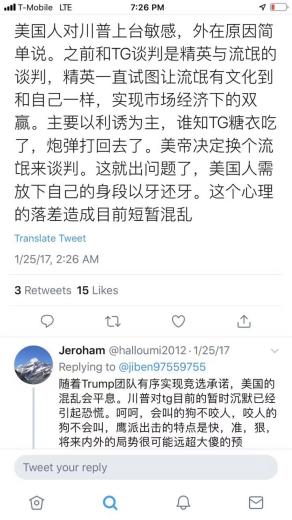 T-Mobile LTE
7:26 PM
美国人对川普上台敏感，外在原因简
单说。之前和TG谈判是精英与流氓的
谈判，精英一直试图让流氓有文化到
和自己一样，实现市场经济下的双
赢。主要以利诱为主，谁知TG糖衣吃
了，炮弹打回去了。美帝决定换个流
氓来谈判。这就出问题了，美国人需
放下自己的身段以牙还牙。这个心理
的落差造成目前短暂混乱
Translate Tweet
1/25/17, 2:26 AM
3 Retweets 15 Likes
Jeroham @halloumi2012 · 1/25/17
Replying to @jiben97559755
随着Trump团队有序实现竞选承诺，美国的
混乱会平息。川普对tg目前的暂时沉默已经
引起恐慌。呵呵，会叫的狗不咬人，咬人的
狗不会叫，鹰派出击的特点是快，准，狠，
将来内外的局势很可能远超大傻的预
Tweet your reply